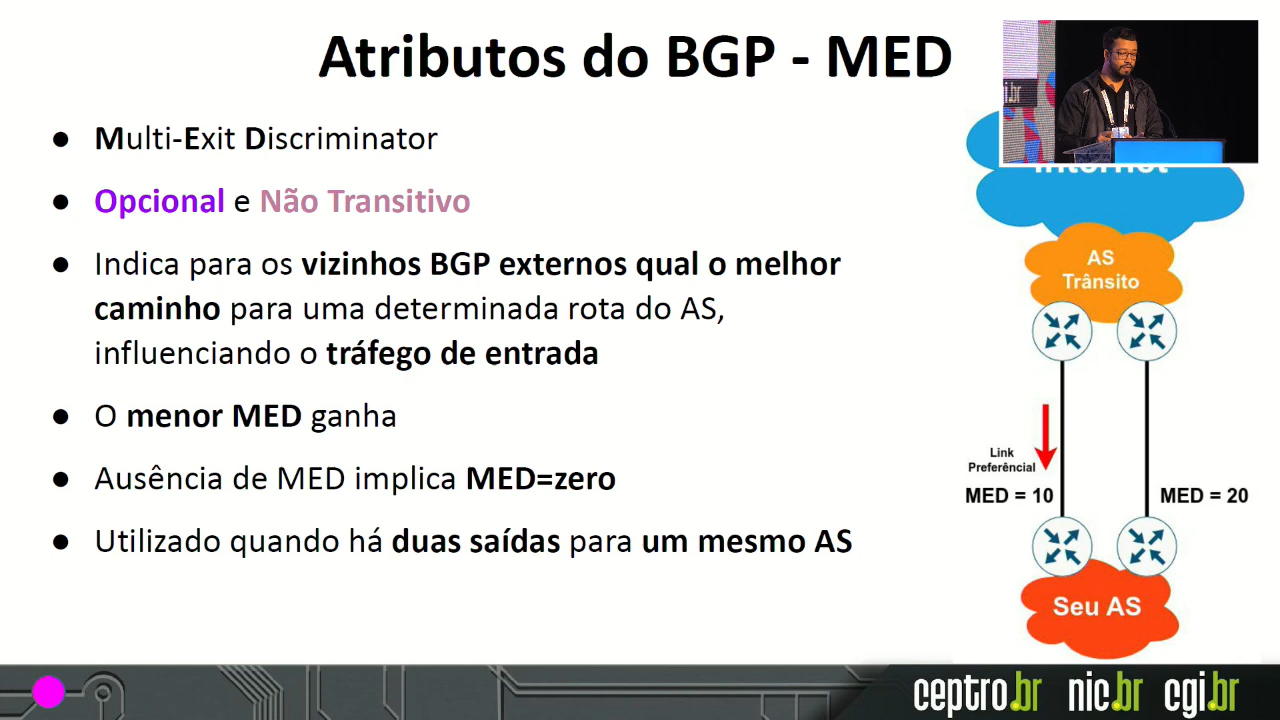 Atributos do BGP - MED
● Multi-Exit Discriminator
● Opcional e Não Transitivo
● Indica para os vizinhos BGP externos qual o melhor
caminho para uma determinada rota do AS,
influenciando o tráfego de entrada
● O menor MED ganha
● Ausência de MED implica MED=zero
● Utilizado quando há duas saídas para um mesmo AS
Internet
AS
Trânsito
Link
Preferêncial
MED = 10
MED = 20
Seu AS
ceptro.br nic.br cgi.br